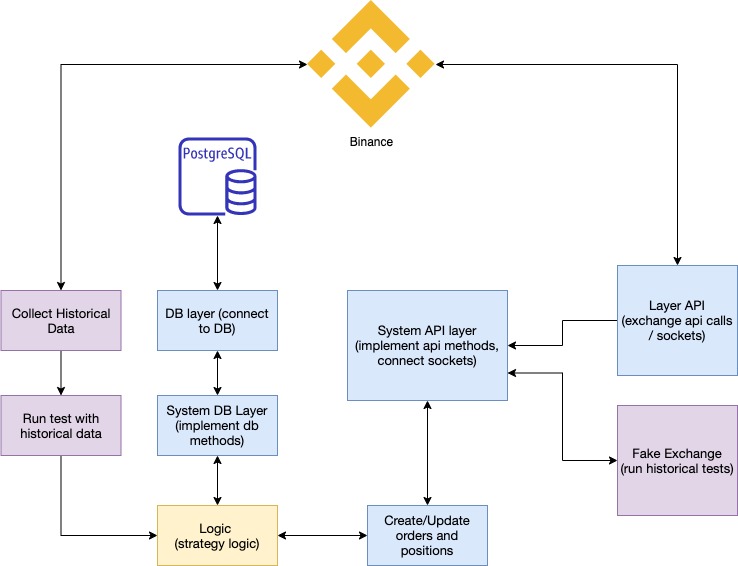 Binance
PostgreSQL
Collect Historical
Data
DB layer (connect
to DB)
System API layer
(implement api methods,
connect sockets)
Layer API
(exchange api calls
/ sockets)
Run test with
historical data
System DB Layer
(implement db
methods)
Fake Exchange
(run historical tests)
Logic
(strategy logic)
Create/Update
orders and
positions